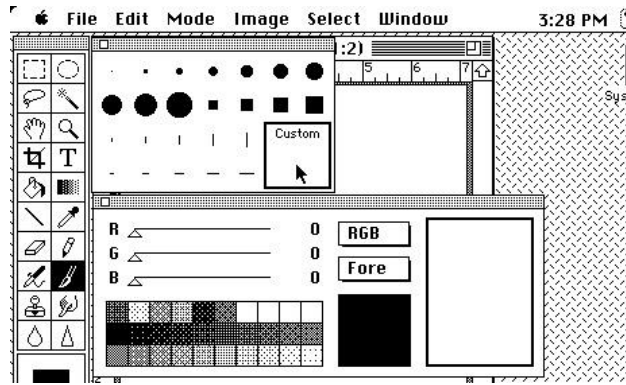 File Edit Mode Image Select Window 3:28 PM
:2)
5 6 7
Sys
T
Custom
R 0 RGB
G 0
B 0 Fore
2